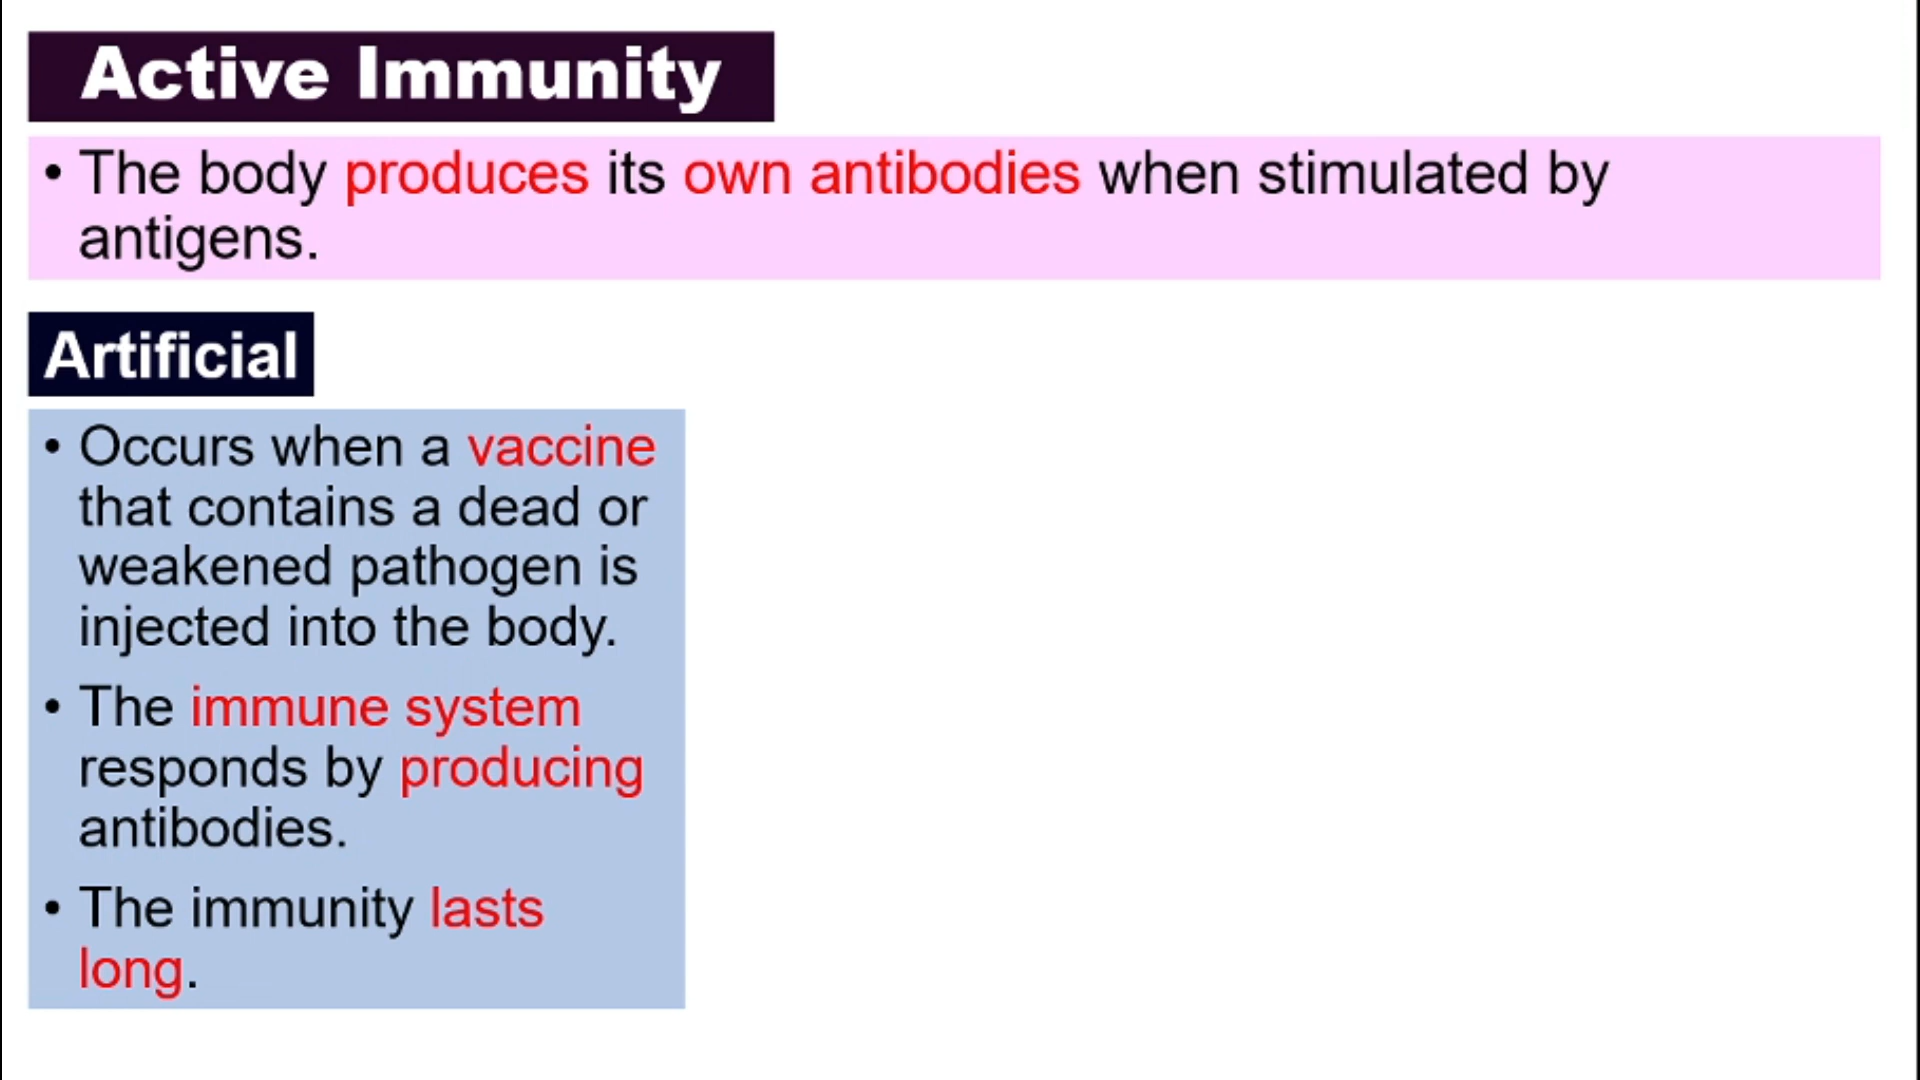 Active Immunity
• The body produces its own antibodies when stimulated by
antigens.
Artificial
• Occurs when a vaccine
that contains a dead or
weakened pathogen is
injected into the body.
• The immune system
responds by producing
antibodies.
• The immunity lasts
long.